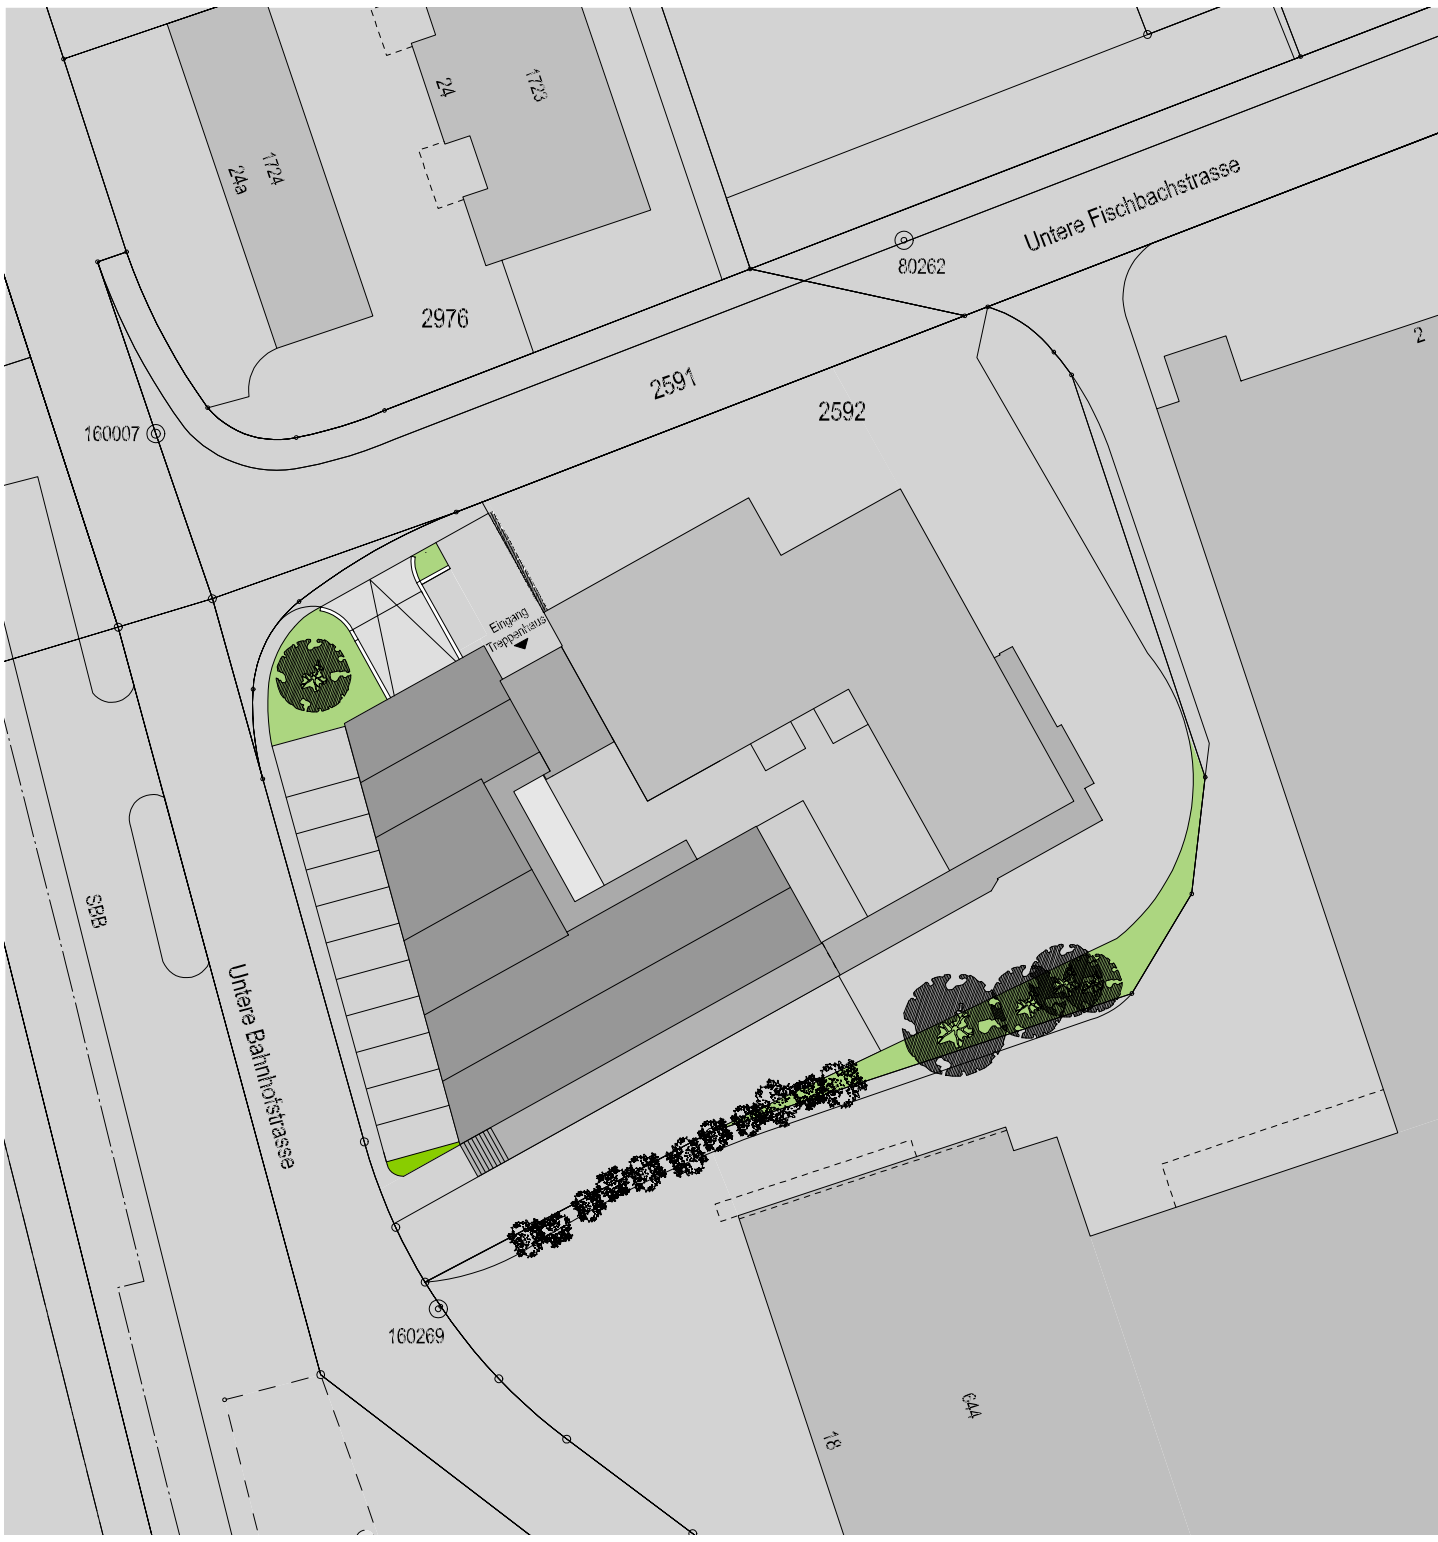 24
1723
1724
24a
Untere Fischbachstrasse
80262
2976
2
2591
2592
160007
Eingang
Treppenhaus
SBB
Untere Bahnhofstrasse
160269
644
18